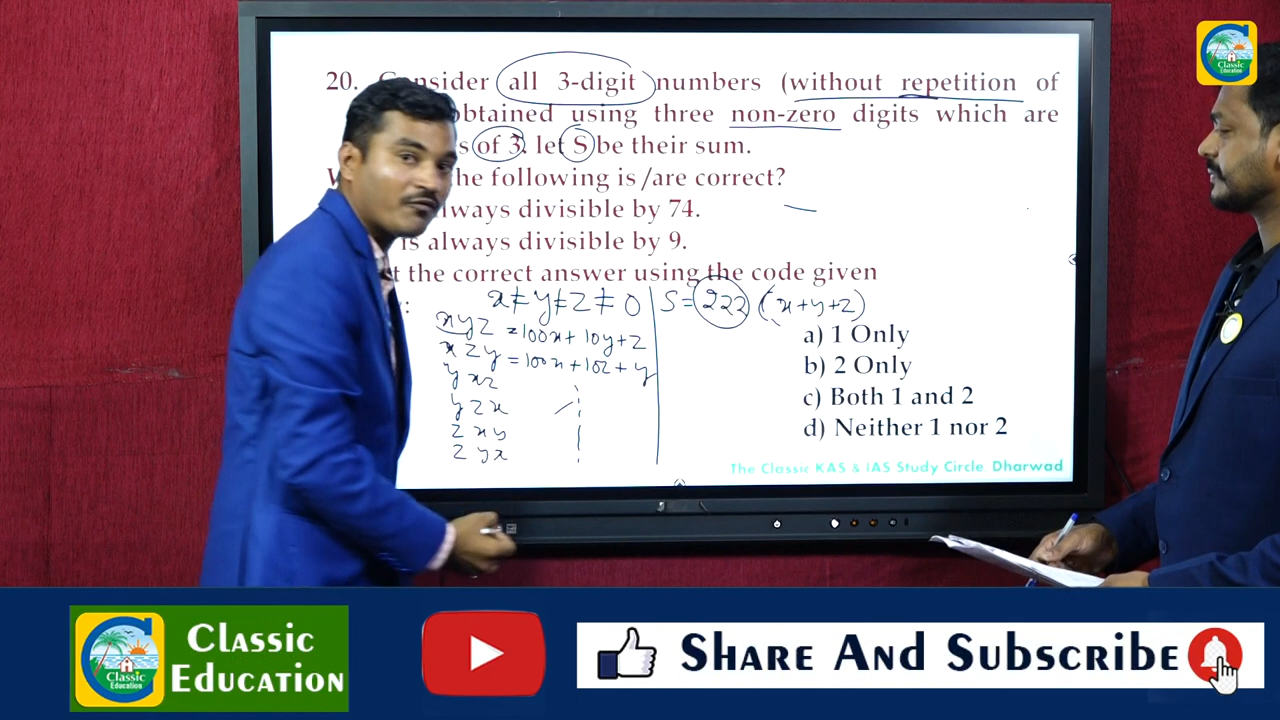 20. Consider all 3-digit numbers (without repetition of
obtained using three non-zero digits which are
s of 3. let S be their sum.
he following is /are correct?
lways divisible by 74.
is always divisible by 9.
t the correct answer using the code given
:
x ≠ y ≠ z ≠ 0
S = 222 (x+y+z)
xyz = 100x + 10y + z
xzy = 100x + 10z + y
yxz
yzx
zxy
zyx
a) 1 Only
b) 2 Only
c) Both 1 and 2
d) Neither 1 nor 2
The Classic KAS & IAS Study Circle, Dharwad
Classic
Education
Classic
Education
Classic
Education
Share And Subscribe